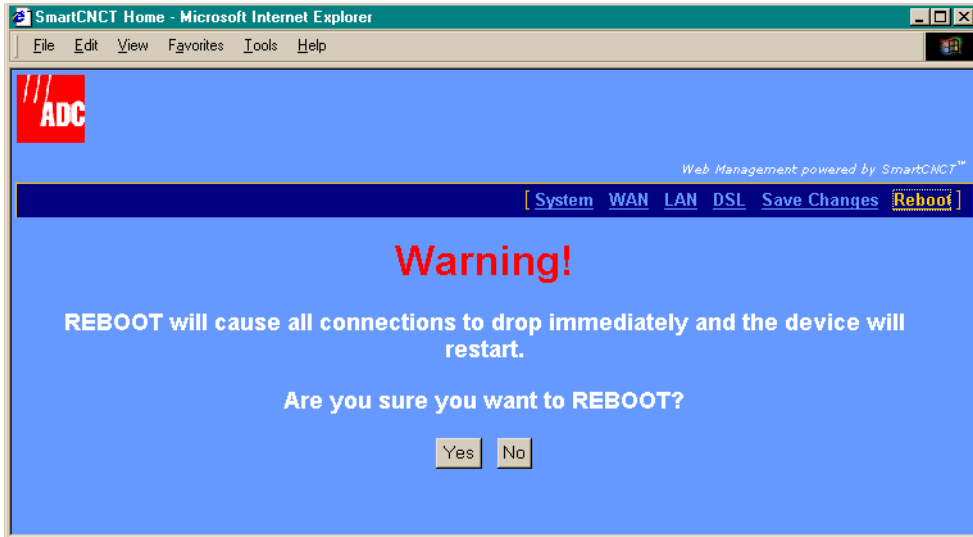 SmartCNCT Home - Microsoft Internet Explorer
File Edit View Favorites Tools Help
ADC
Web Management powered by SmartCNCT™
[ System WAN LAN DSL Save Changes Reboot ]
Warning!
REBOOT will cause all connections to drop immediately and the device will
restart.
Are you sure you want to REBOOT?
Yes No